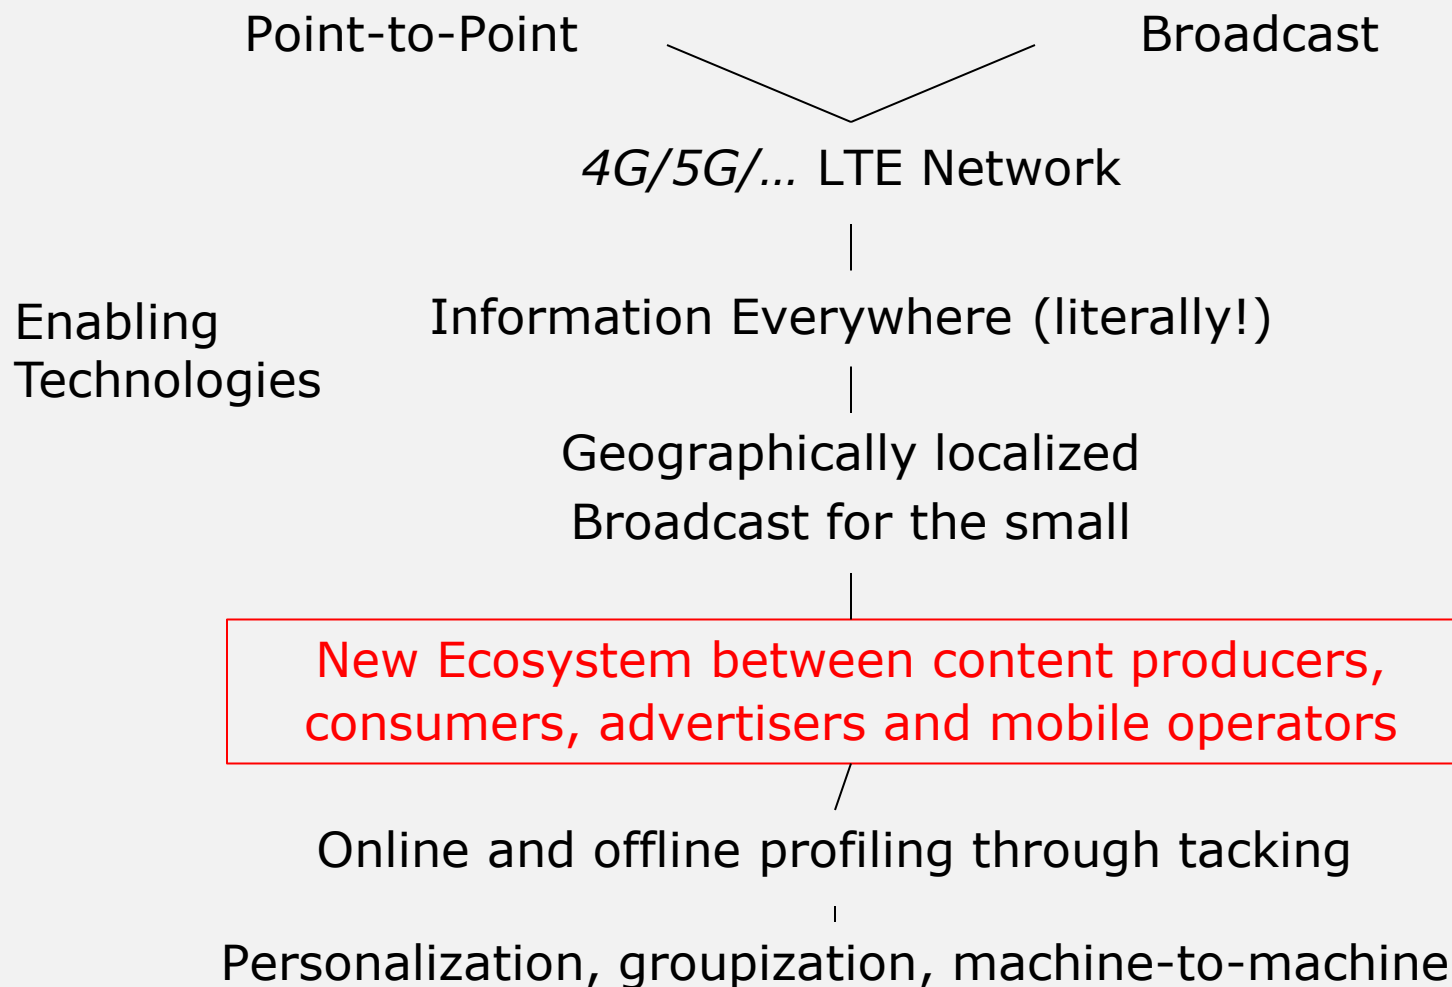 Point-to-Point
Broadcast
4G/5G/... LTE Network
Enabling
Technologies
Information Everywhere (literally!)
Geographically localized
Broadcast for the small
New Ecosystem between content producers,
consumers, advertisers and mobile operators
Online and offline profiling through tacking
Personalization, groupization, machine-to-machine